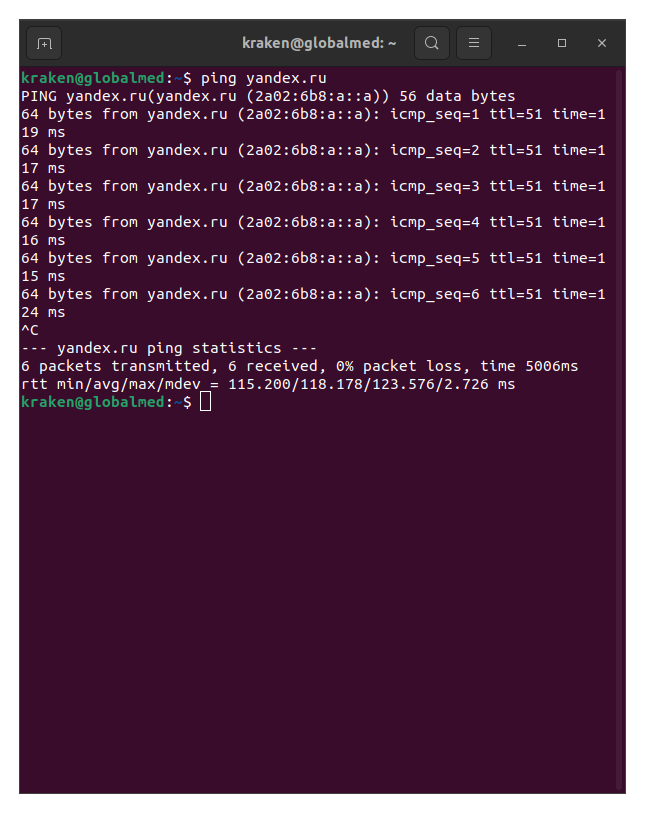 kraken@globalmed: ~
kraken@globalmed:~$ ping yandex.ru
PING yandex.ru(yandex.ru (2a02:6b8:a::a)) 56 data bytes
64 bytes from yandex.ru (2a02:6b8:a::a): icmp_seq=1 ttl=51 time=1
19 ms
64 bytes from yandex.ru (2a02:6b8:a::a): icmp_seq=2 ttl=51 time=1
17 ms
64 bytes from yandex.ru (2a02:6b8:a::a): icmp_seq=3 ttl=51 time=1
17 ms
64 bytes from yandex.ru (2a02:6b8:a::a): icmp_seq=4 ttl=51 time=1
16 ms
64 bytes from yandex.ru (2a02:6b8:a::a): icmp_seq=5 ttl=51 time=1
15 ms
64 bytes from yandex.ru (2a02:6b8:a::a): icmp_seq=6 ttl=51 time=1
24 ms
^C
--- yandex.ru ping statistics ---
6 packets transmitted, 6 received, 0% packet loss, time 5006ms
rtt min/avg/max/mdev = 115.200/118.178/123.576/2.726 ms
kraken@globalmed:~$